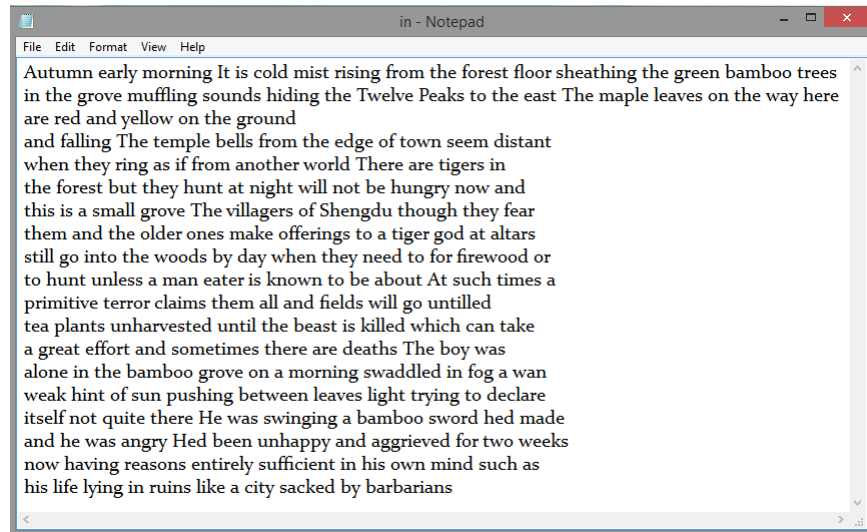 in - Notepad
File Edit Format View Help
Autumn early morning It is cold mist rising from the forest floor sheathing the green bamboo trees
in the grove muffling sounds hiding the Twelve Peaks to the east The maple leaves on the way here
are red and yellow on the ground
and falling The temple bells from the edge of town seem distant
when they ring as if from another world There are tigers in
the forest but they hunt at night will not be hungry now and
this is a small grove The villagers of Shengdu though they fear
them and the older ones make offerings to a tiger god at altars
still go into the woods by day when they need to for firewood or
to hunt unless a man eater is known to be about At such times a
primitive terror claims them all and fields will go untilled
tea plants unharvested until the beast is killed which can take
a great effort and sometimes there are deaths The boy was
alone in the bamboo grove on a morning swaddled in fog a wan
weak hint of sun pushing between leaves light trying to declare
itself not quite there He was swinging a bamboo sword hed made
and he was angry Hed been unhappy and aggrieved for two weeks
now having reasons entirely sufficient in his own mind such as
his life lying in ruins like a city sacked by barbarians